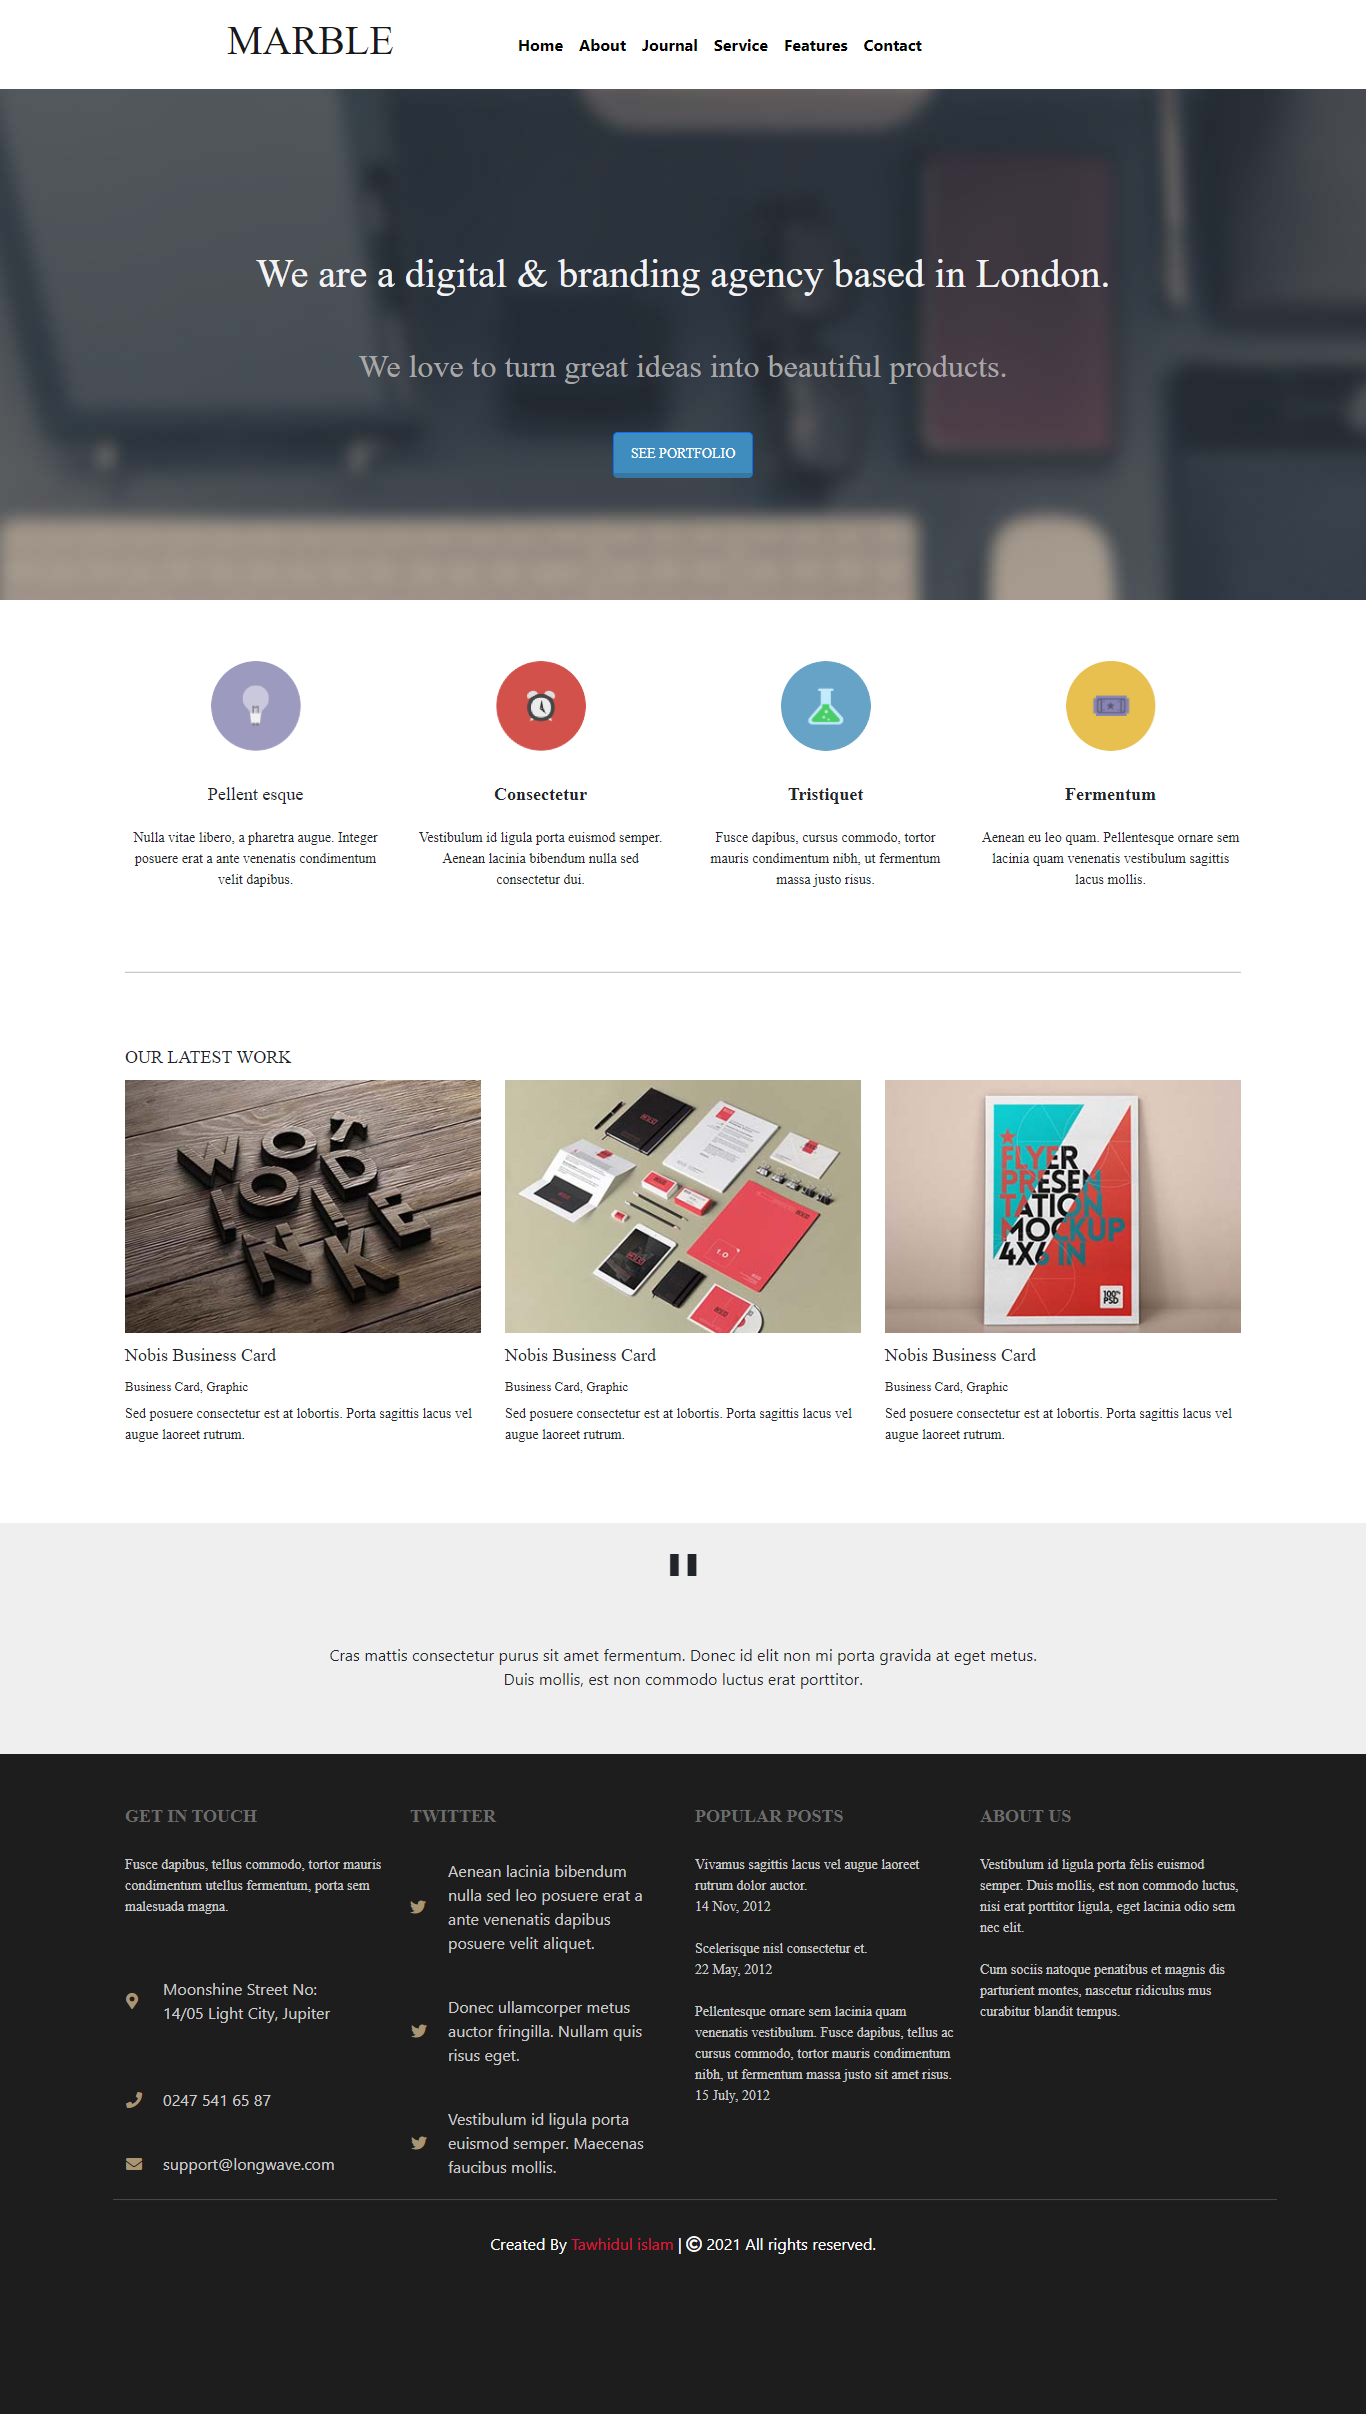 MARBLE
Home About Journal Service Features Contact
We are a digital & branding agency based in London.
We love to turn great ideas into beautiful products.
SEE PORTFOLIO
Pellent esque
Nulla vitae libero, a pharetra augue. Integer
posuere erat a ante venenatis condimentum
velit dapibus.
Consectetur
Vestibulum id ligula porta euismod semper.
Aenean lacinia bibendum nulla sed
consectetur dui.
Tristiquet
Fusce dapibus, cursus commodo, tortor
mauris condimentum nibh, ut fermentum
massa justo risus.
Fermentum
Aenean eu leo quam. Pellentesque ornare sem
lacinia quam venenatis vestibulum sagittis
lacus mollis.
OUR LATEST WORK
WOT
IONIE
INK
FLYER
PRESEN
TATION
MOCKUP
4X6 IN
100%
PSD
Nobis Business Card
Business Card, Graphic
Sed posuere consectetur est at lobortis. Porta sagittis lacus vel
augue laoreet rutrum.
Nobis Business Card
Business Card, Graphic
Sed posuere consectetur est at lobortis. Porta sagittis lacus vel
augue laoreet rutrum.
Nobis Business Card
Business Card, Graphic
Sed posuere consectetur est at lobortis. Porta sagittis lacus vel
augue laoreet rutrum.
"
Cras mattis consectetur purus sit amet fermentum. Donec id elit non mi porta gravida at eget metus.
Duis mollis, est non commodo luctus erat porttitor.
GET IN TOUCH
Fusce dapibus, tellus commodo, tortor mauris
condimentum utellus fermentum, porta sem
malesuada magna.
Moonshine Street No:
14/05 Light City, Jupiter
0247 541 65 87
support@longwave.com
TWITTER
Aenean lacinia bibendum
nulla sed leo posuere erat a
ante venenatis dapibus
posuere velit aliquet.
Donec ullamcorper metus
auctor fringilla. Nullam quis
risus eget.
Vestibulum id ligula porta
euismod semper. Maecenas
faucibus mollis.
POPULAR POSTS
Vivamus sagittis lacus vel augue laoreet
rutrum dolor auctor.
14 Nov, 2012
Scelerisque nisl consectetur et.
22 May, 2012
Pellentesque ornare sem lacinia quam
venenatis vestibulum. Fusce dapibus, tellus ac
cursus commodo, tortor mauris condimentum
nibh, ut fermentum massa justo sit amet risus.
15 July, 2012
ABOUT US
Vestibulum id ligula porta felis euismod
semper. Duis mollis, est non commodo luctus,
nisi erat porttitor ligula, eget lacinia odio sem
nec elit.
Cum sociis natoque penatibus et magnis dis
parturient montes, nascetur ridiculus mus
curabitur blandit tempus.
Created By Tawhidul islam | © 2021 All rights reserved.